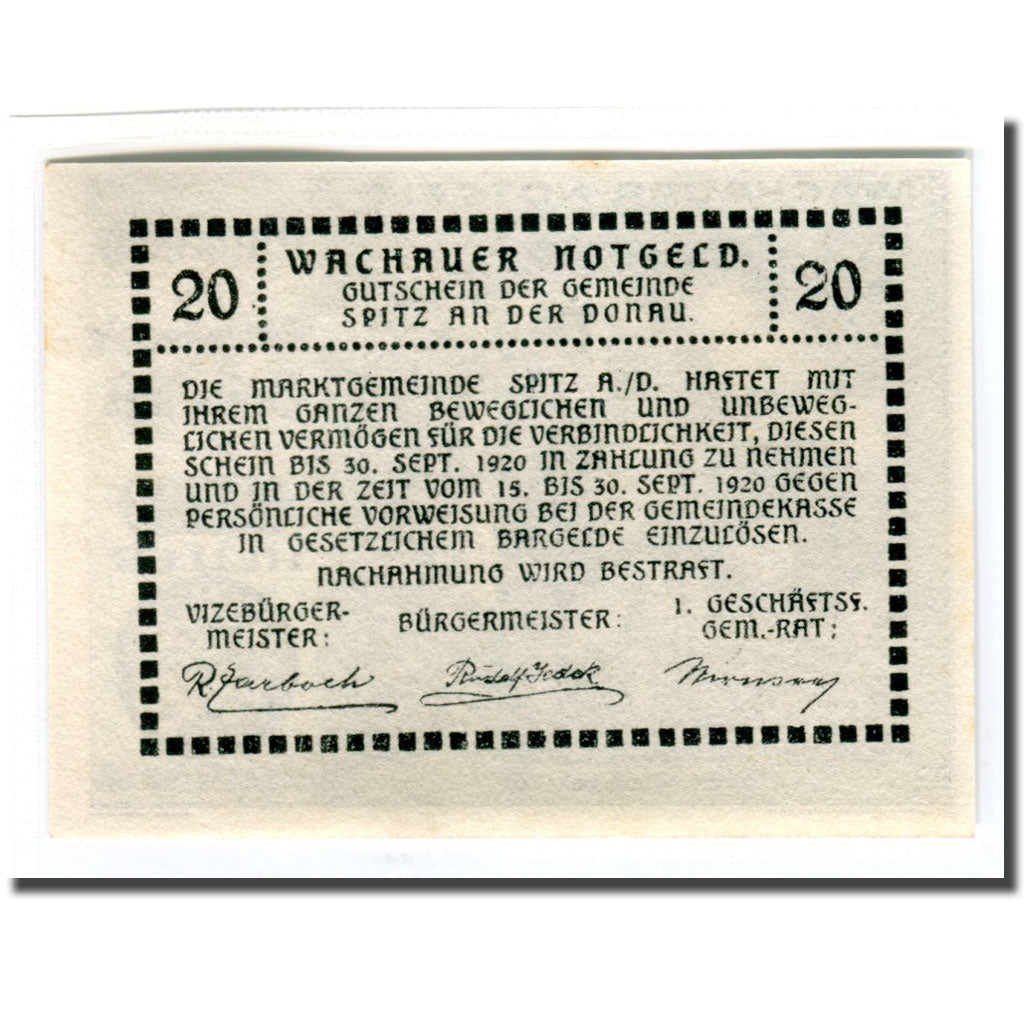 20
WACHAUER NOTGELD.
GUTSCHEIN DER GEMEINDE
SPITZ AN DER DONAU.
20
DIE MARKTGEMEINDE SPITZ A./D. HAFTET MIT
IHREM GANZEN BEWEGLICHEN UND UNBEWEG-
LICHEN VERMÖGEN FÜR DIE VERBINDLICHKEIT, DIESEN
SCHEIN BIS 30. SEPT. 1920 IN ZAHLUNG ZU NEHMEN
UND IN DER ZEIT VOM 15. BIS 30. SEPT. 1920 GEGEN
PERSÖNLICHE VORWEISUNG BEI DER GEMEINDEKASSE
IN GESETZLICHEM BARGELDE EINZULÖSEN.
NACHAHMUNG WIRD BESTRAFT.
VIZEBÜRGER-
MEISTER:
BÜRGERMEISTER:
1. GESCHÄFTSF.
GEM.-RAT:
Rudolf